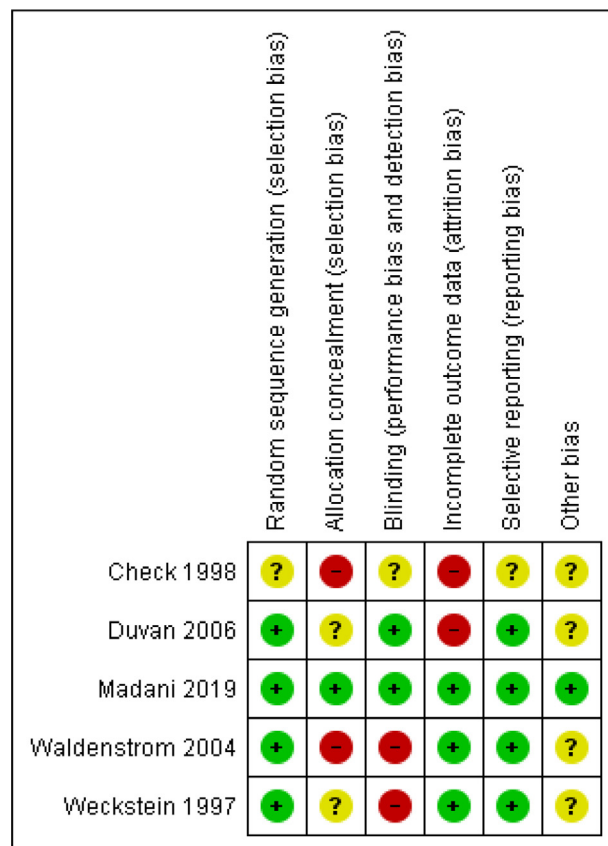 Random sequence generation (selection bias)
Allocation concealment (selection bias)
Blinding (performance bias and detection bias)
Incomplete outcome data (attrition bias)
Selective reporting (reporting bias)
Other bias
Check 1998 ? - ? - ? ?
Duvan 2006 + ? + - + ?
Madani 2019 + + + + + +
Waldenstrom 2004 + - - + + ?
Weckstein 1997 + ? - + + ?